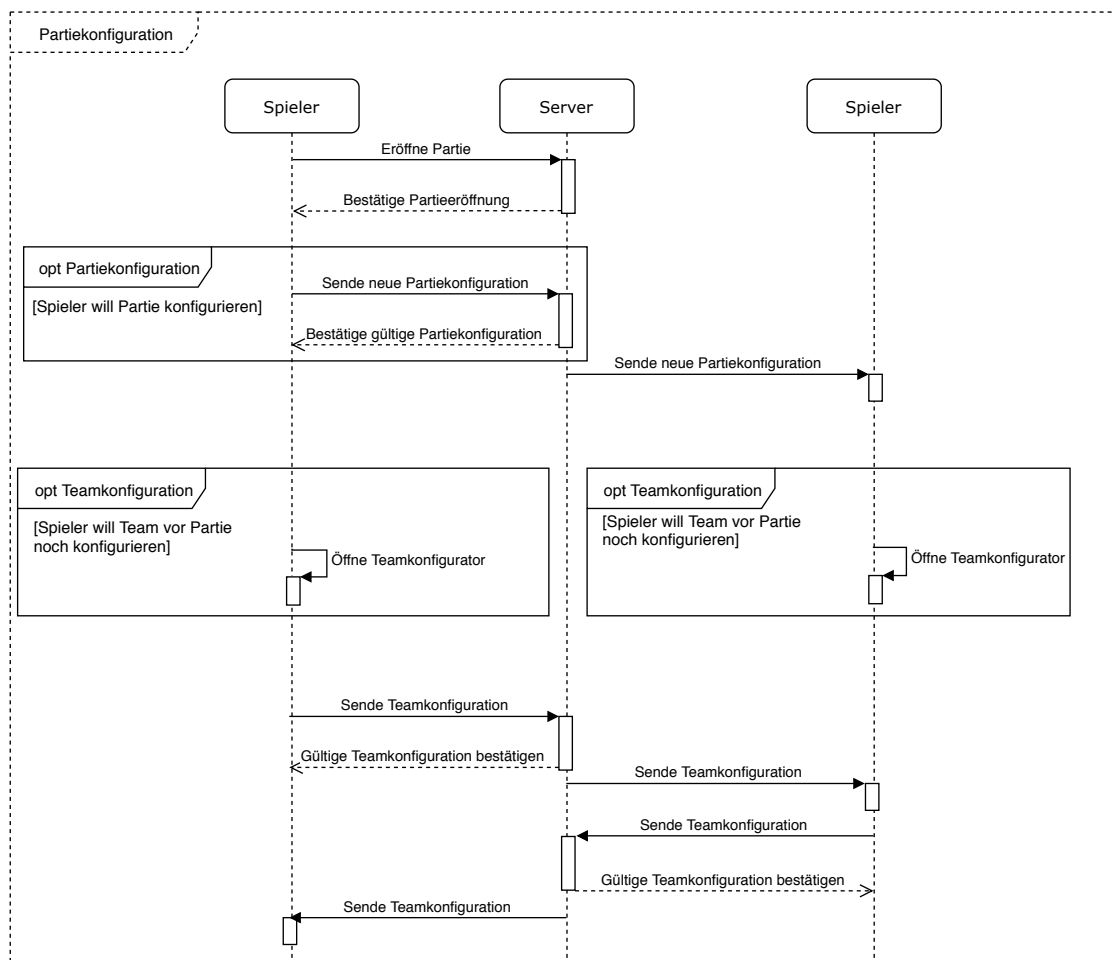 Partiekonfiguration
Spieler
Server
Spieler
Eröffne Partie
Bestätige Partieeröffnung
opt Partiekonfiguration
[Spieler will Partie konfigurieren]
Sende neue Partiekonfiguration
Bestätige gültige Partiekonfiguration
Sende neue Partiekonfiguration
opt Teamkonfiguration
[Spieler will Team vor Partie
noch konfigurieren]
Öffne Teamkonfigurator
opt Teamkonfiguration
[Spieler will Team vor Partie
noch konfigurieren]
Öffne Teamkonfigurator
Sende Teamkonfiguration
Gültige Teamkonfiguration bestätigen
Sende Teamkonfiguration
Sende Teamkonfiguration
Gültige Teamkonfiguration bestätigen
Sende Teamkonfiguration